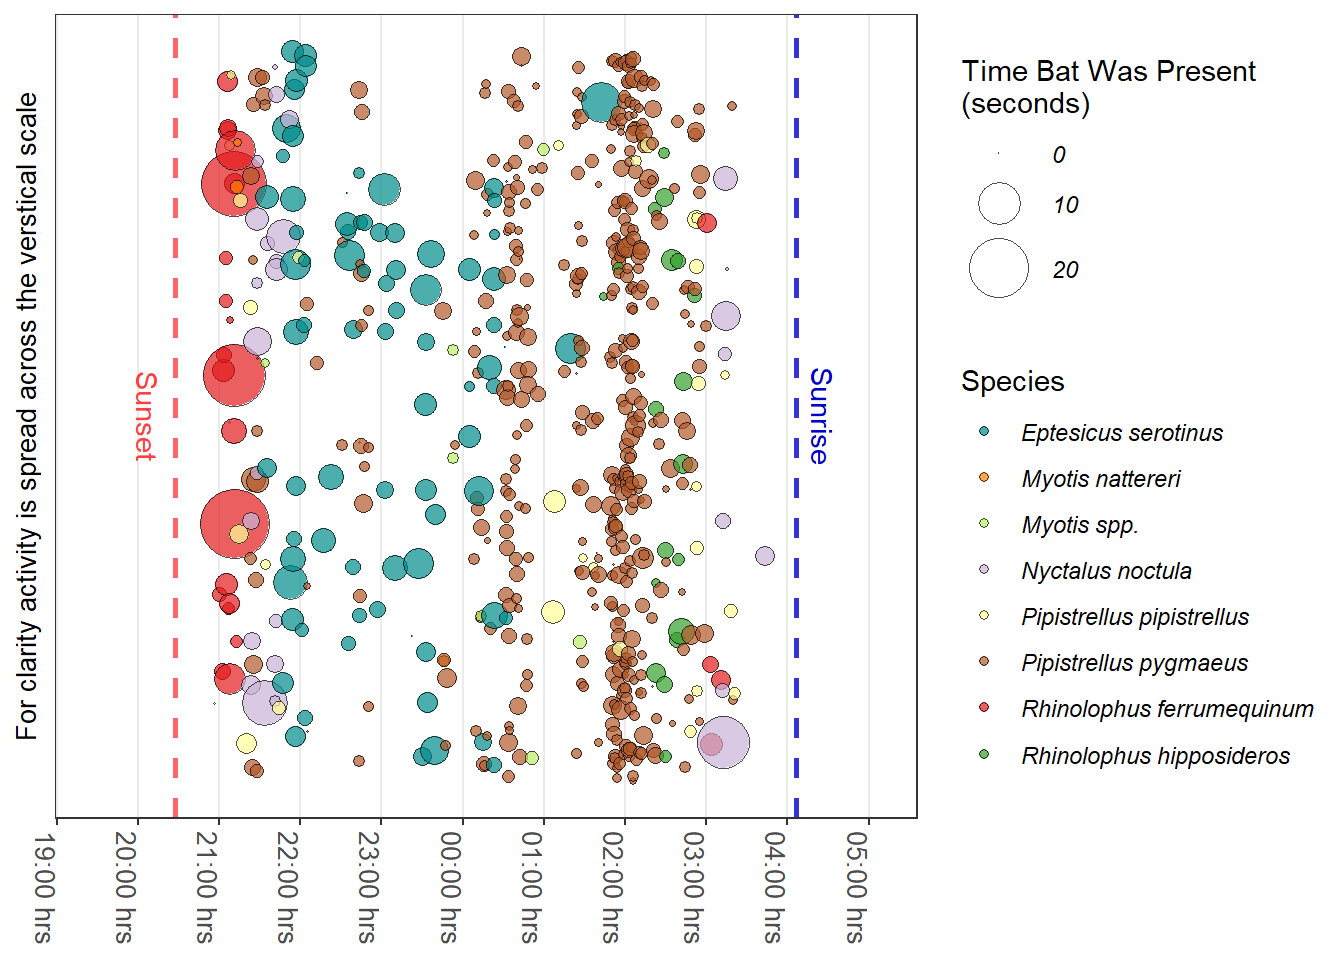 For clarity activity is spread across the verstical scale
Sunset
Sunrise
19:00 hrs
20:00 hrs
21:00 hrs
22:00 hrs
23:00 hrs
00:00 hrs
01:00 hrs
02:00 hrs
03:00 hrs
04:00 hrs
05:00 hrs
Time Bat Was Present
(seconds)
0
10
20
Species
Eptesicus serotinus
Myotis nattereri
Myotis spp.
Nyctalus noctula
Pipistrellus pipistrellus
Pipistrellus pygmaeus
Rhinolophus ferrumequinum
Rhinolophus hipposideros